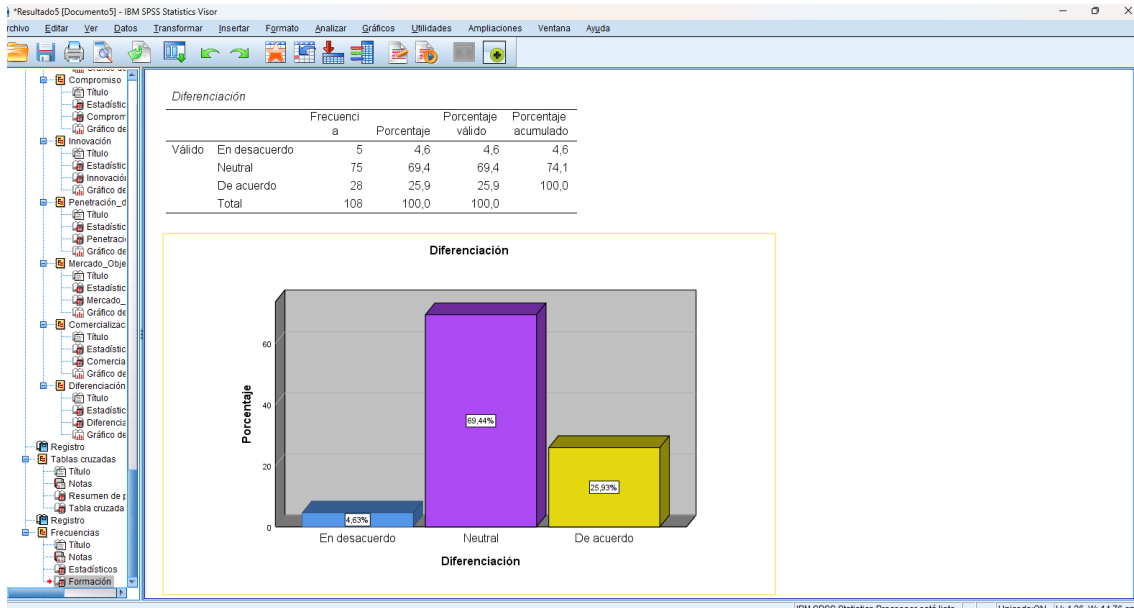 *Resultado5 [Documento5] - IBM SPSS Statistics Visor
rchivo Editar Ver Datos Transformar Insertar Formato Analizar Gráficos Utilidades Ampliaciones Ventana Ayuda
Compromiso
Título
Estadístic
Comprom
Gráfico de
Innovación
Título
Estadístic
Innovació
Gráfico de
Penetración_d
Título
Estadístic
Penetraci
Gráfico de
Mercado_Obje
Título
Estadístic
Mercado_
Gráfico de
Comercializac
Título
Estadístic
Comercia
Gráfico de
Diferenciación
Título
Estadístic
Diferencia
Gráfico de
Registro
Tablas cruzadas
Título
Notas
Resumen de p
Tabla cruzada
Registro
Frecuencias
Título
Notas
Estadísticos
Formación
Diferenciación
Frecuenci Porcentaje Porcentaje
a Porcentaje válido acumulado
Válido En desacuerdo 5 4,6 4,6 4,6
Neutral 75 69,4 69,4 74,1
De acuerdo 28 25,9 25,9 100,0
Total 108 100,0 100,0
Diferenciación
Porcentaje
60
40
20
0
69,44%
25,93%
4,63%
En desacuerdo Neutral De acuerdo
Diferenciación